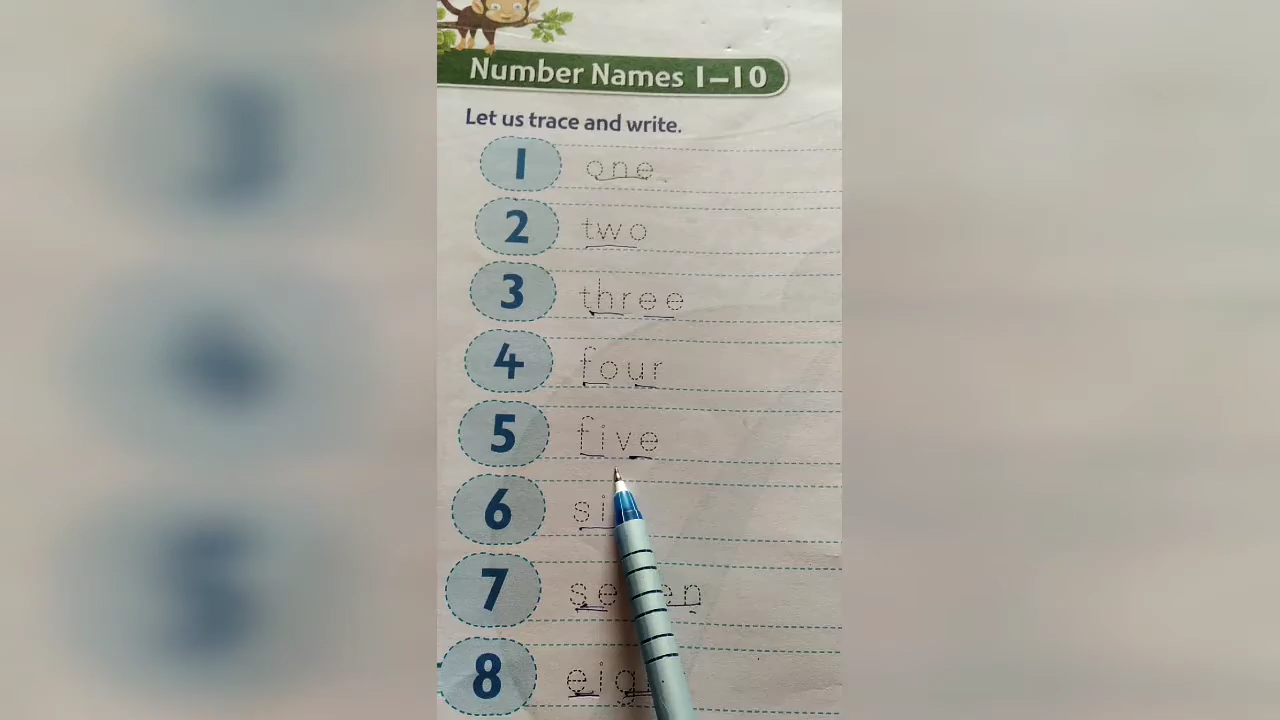 Number Names 1–10
Let us trace and write.
1 one
2 two
3 three
4 four
5 five
6
7
8